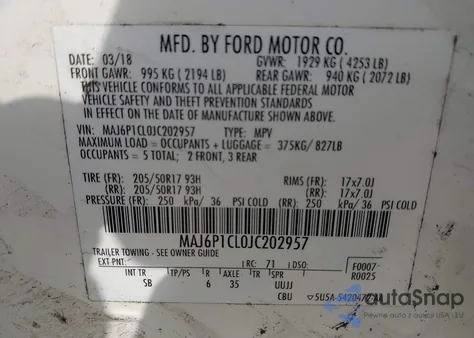 MFD. BY FORD MOTOR CO.
DATE: 03/18 GVWR: 1929 KG ( 4253 LB)
FRONT GAWR: 995 KG ( 2194 LB) REAR GAWR: 940 KG ( 2072 LB)
THIS VEHICLE CONFORMS TO ALL APPLICABLE FEDERAL MOTOR
VEHICLE SAFETY AND THEFT PREVENTION STANDARDS
IN EFFECT ON THE DATE OF MANUFACTURE SHOWN ABOVE.
VIN: MAJ6P1CL0JC202957 TYPE: MPV
MAXIMUM LOAD = OCCUPANTS + LUGGAGE = 375KG/ 827LB
OCCUPANTS = 5 TOTAL; 2 FRONT, 3 REAR
TIRE (FR): 205/50R17 93H RIMS (FR): 17x7.0J
(RR): 205/50R17 93H (RR): 17x7.0J
PRESSURE (FR): 250 kPa/ 36 PSI COLD (RR) 250 kPa/ 36 PSI COLD
MAJ6P1CL0JC202957
TRAILER TOWING - SEE OWNER GUIDE
EXT PNT: RC: 71 DSO: F0007
R0025
INT TR TP/PS R AXLE TR SPR
SB 6 35 UUJJ
CBU
autoSnap